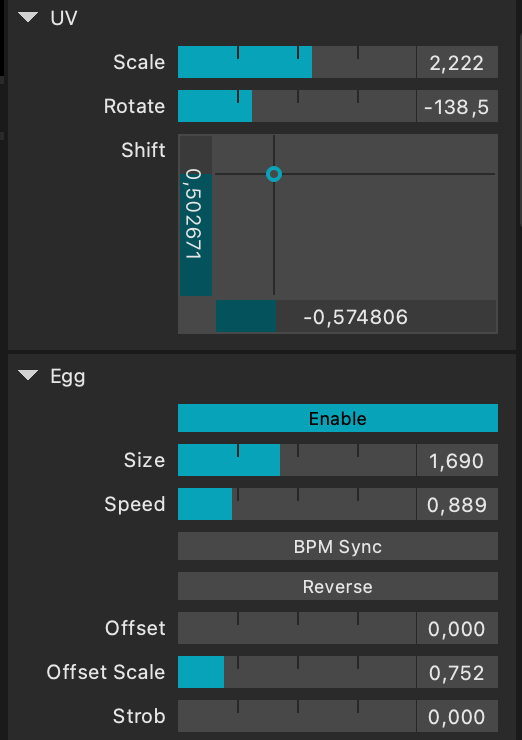 UV
Scale 2,222
Rotate -138,5
Shift
0,502671
-0,574806
Egg
Enable
Size 1,690
Speed 0,889
BPM Sync
Reverse
Offset 0,000
Offset Scale 0,752
Strob 0,000